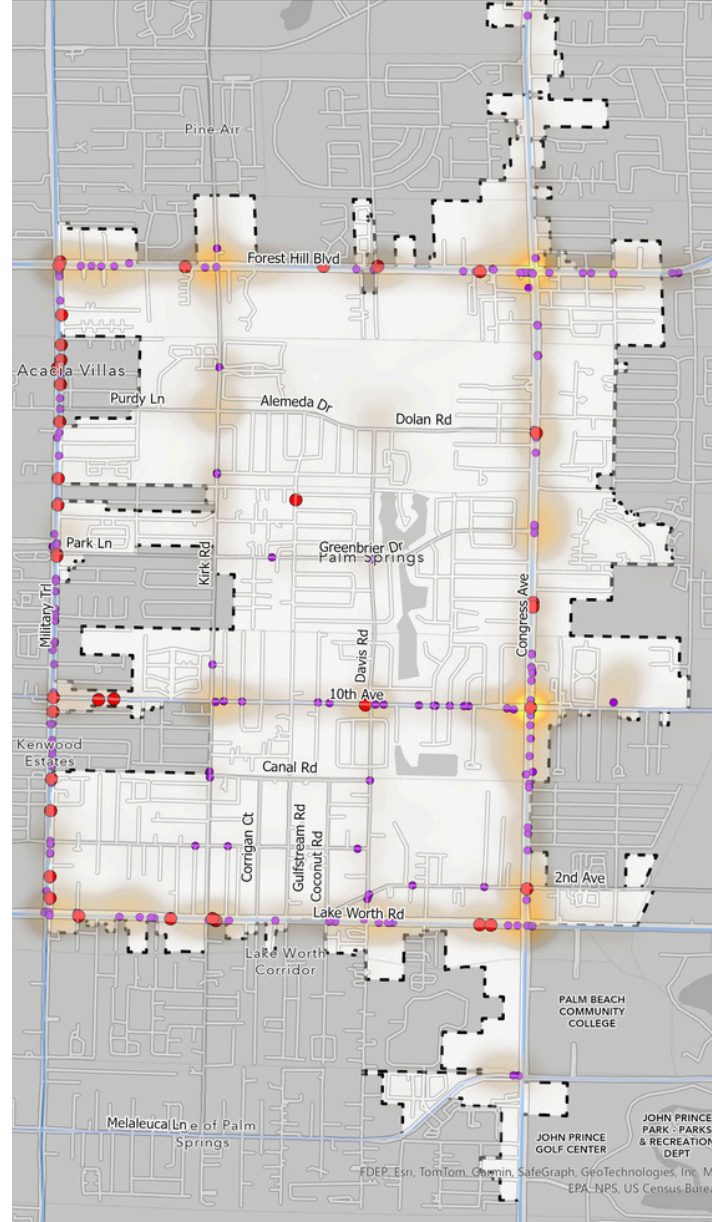 Pine Air
Forest Hill Blvd
Acacia Villas
Purdy Ln
Alemeda Dr
Dolan Rd
Park Ln
Kirk Rd
Greenbrier Dr
Palm Springs
Military Trl
Congress Ave
Davis Rd
10th Ave
Kenwood
Estates
Canal Rd
Corrigan Ct
Gulfstream Rd
Coconut Rd
2nd Ave
Lake Worth Rd
Lake Worth
Corridor
PALM BEACH
COMMUNITY
COLLEGE
Melaleuca Ln
e of Palm
Springs
JOHN PRINCE
GOLF CENTER
JOHN PRINCE
PARK - PARKS
& RECREATION
DEPT
FDEP, Esri, TomTom, Garmin, SafeGraph, GeoTechnologies, Inc, M
EPA, NPS, US Census Burea